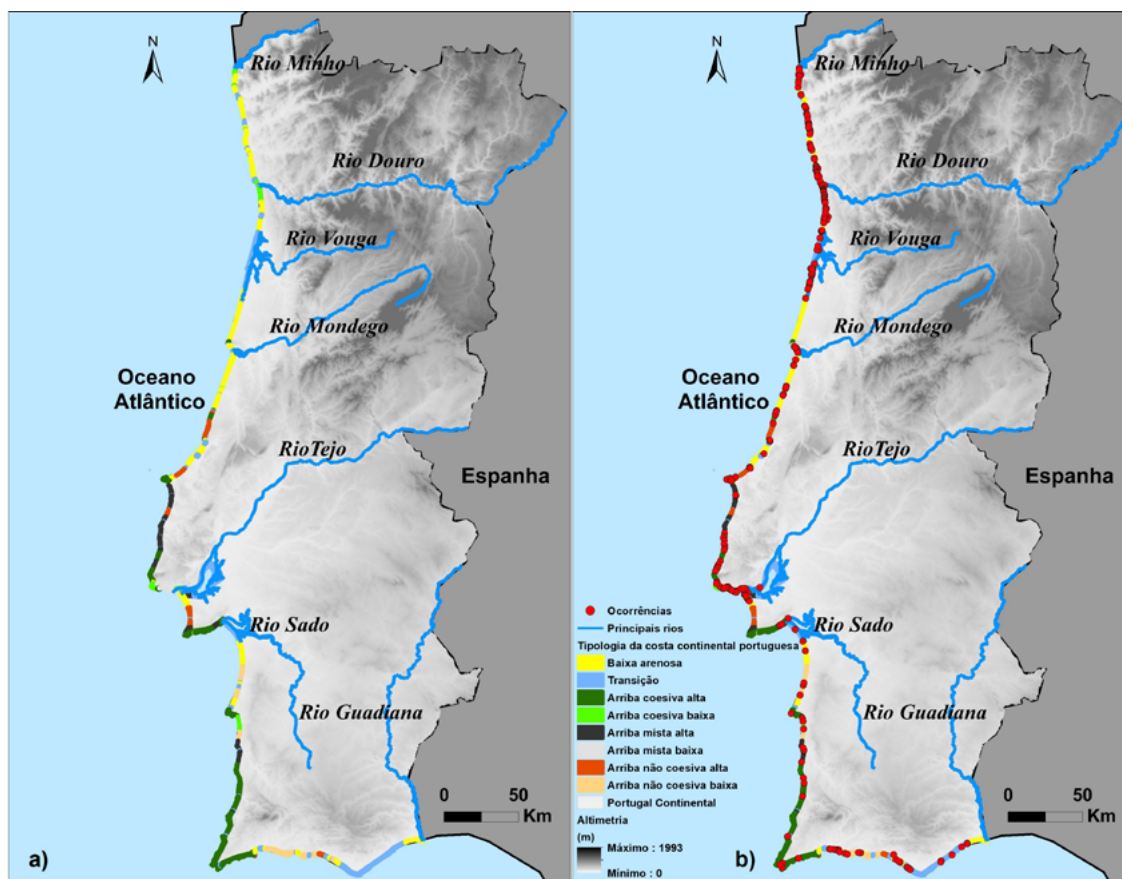 N
Rio Minho
Rio Douro
Rio Vouga
Rio Mondego
Oceano
Atlântico
RioTejo
Espanha
Rio Sado
Rio Guadiana
0 50
Km
a)
N
Rio Minho
Rio Douro
Rio Vouga
Rio Mondego
Oceano
Atlântico
RioTejo
Espanha
Rio Sado
Rio Guadiana
Ocorrências
Principais rios
Tipologia da costa continental portuguesa
Baixa arenosa
Transição
Arriba coesiva alta
Arriba coesiva baixa
Arriba mista alta
Arriba mista baixa
Arriba não coesiva alta
Arriba não coesiva baixa
Portugal Continental
Altimetria
(m)
Máximo : 1993
Mínimo : 0
0 50
Km
b)